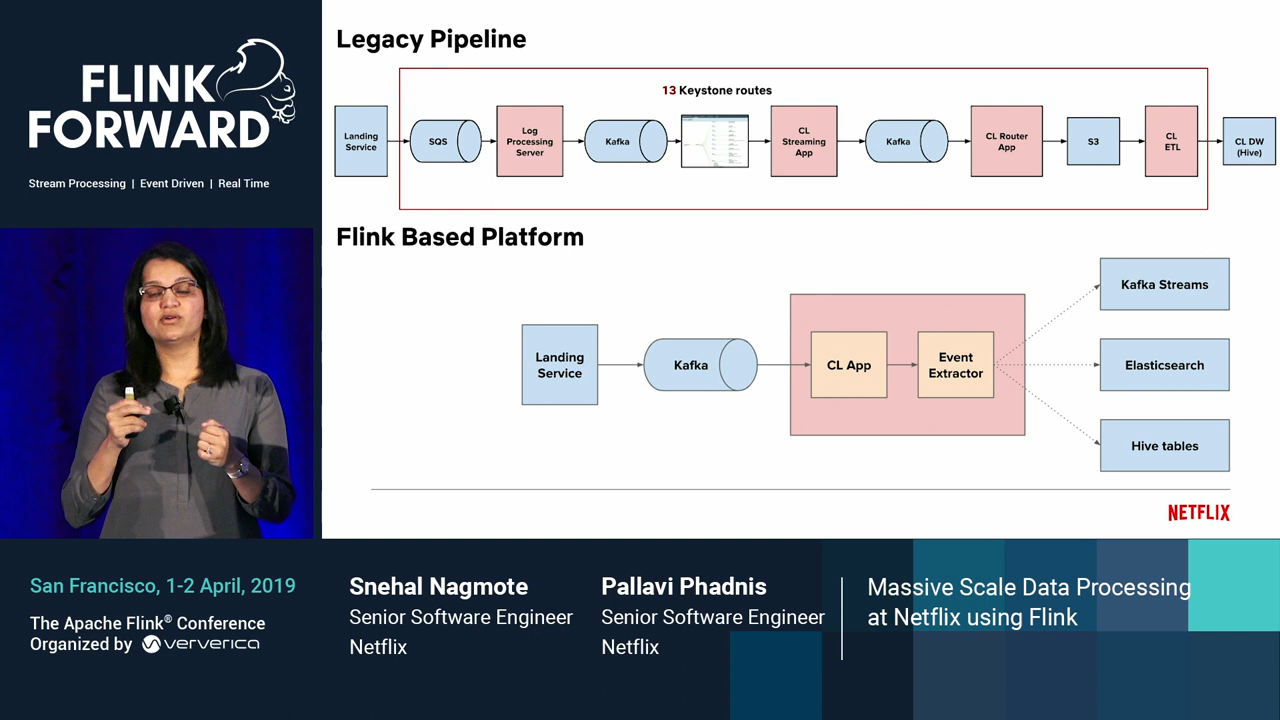 FLINK
FORWARD
Stream Processing | Event Driven | Real Time
Legacy Pipeline
13 Keystone routes
Landing
Service
SQS
Log
Processing
Server
Kafka
CL
Streaming
App
Kafka
CL Router
App
S3
CL
ETL
CL DW
(Hive)
Flink Based Platform
Landing
Service
Kafka
CL App
Event
Extractor
Kafka Streams
Elasticsearch
Hive tables
NETFLIX
San Francisco, 1-2 April, 2019
The Apache Flink® Conference
Organized by ververica
Snehal Nagmote
Senior Software Engineer
Netflix
Pallavi Phadnis
Senior Software Engineer
Netflix
Massive Scale Data Processing
at Netflix using Flink